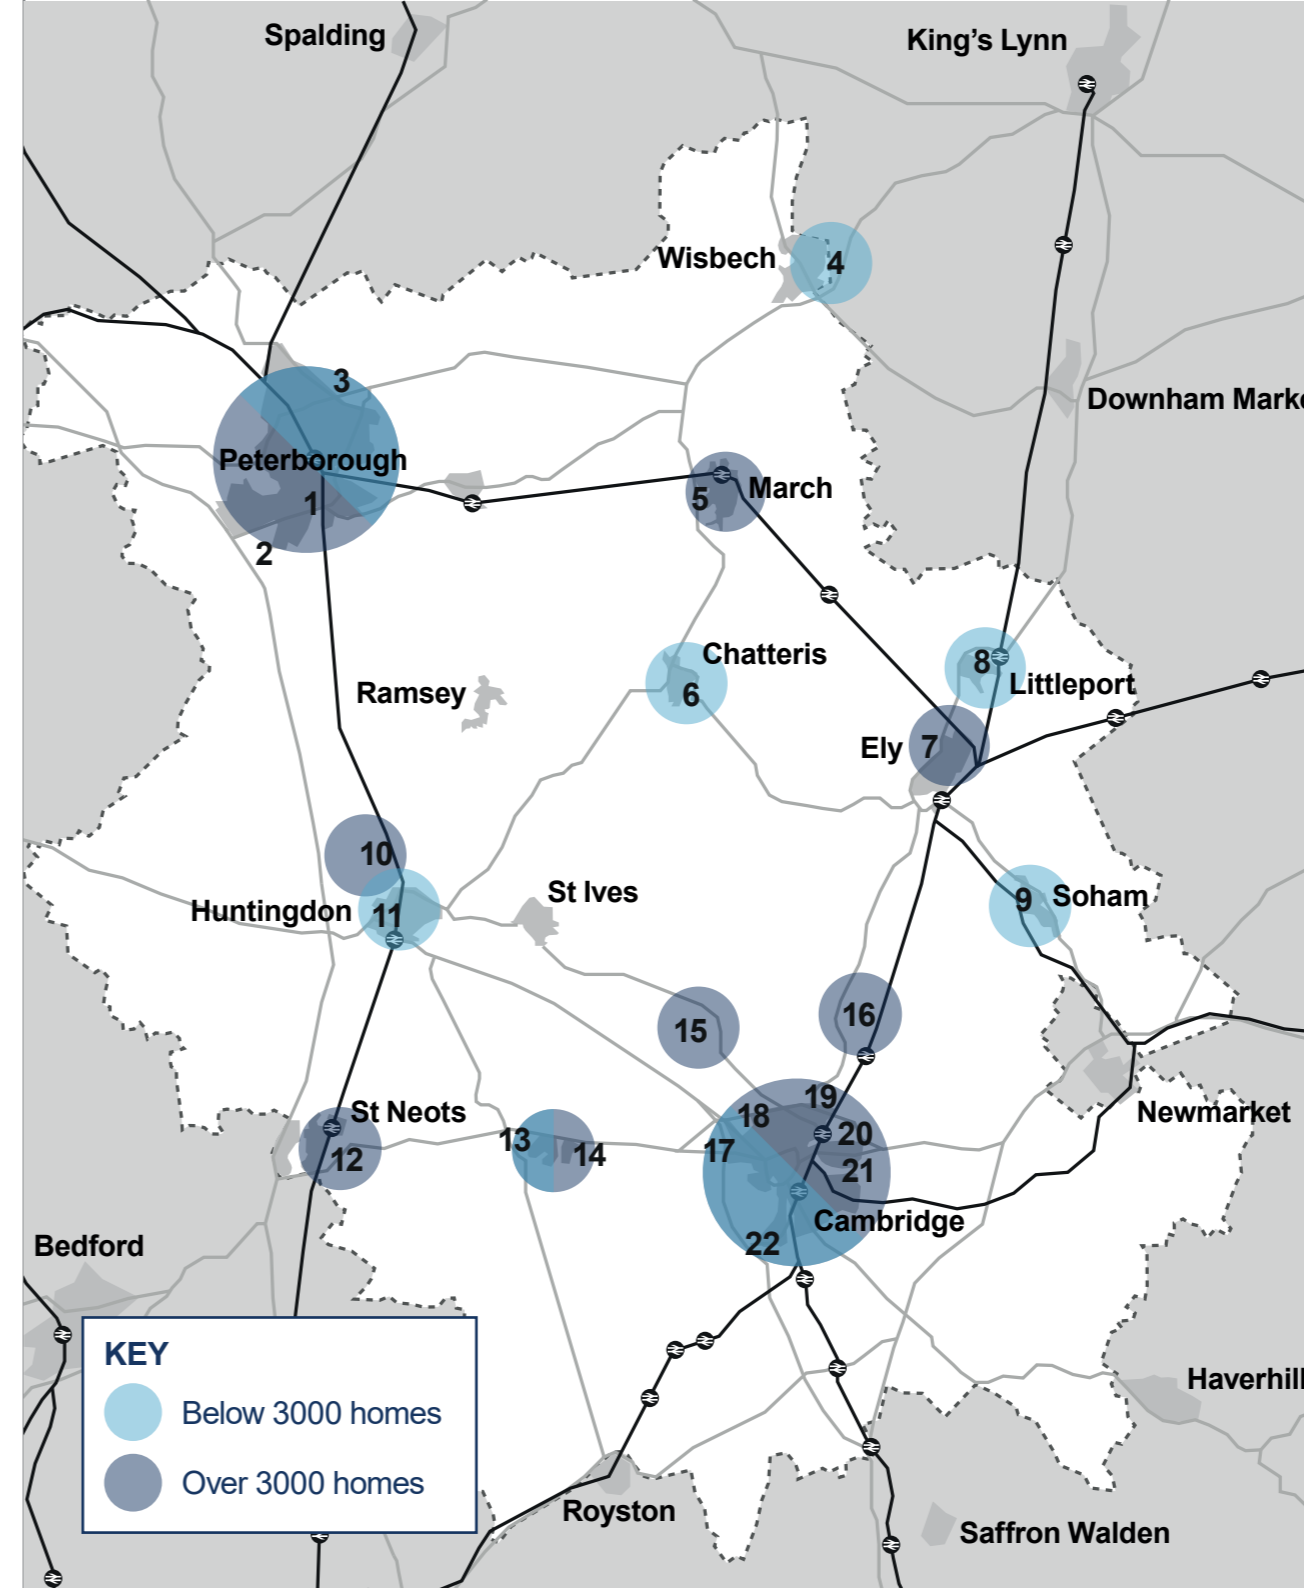 Spalding
King's Lynn
Wisbech
4
3
Downham Marke
Peterborough
1
5
March
2
Chatteris
8
Ramsey
6
Littleport
Ely
7
10
St Ives
9
Soham
Huntingdon
11
15
16
19
St Neots
18
Newmarket
20
13
12
14
17
21
Cambridge
22
Bedford
KEY
Haverhill
Below 3000 homes
Over 3000 homes
Royston
Saffron Walden